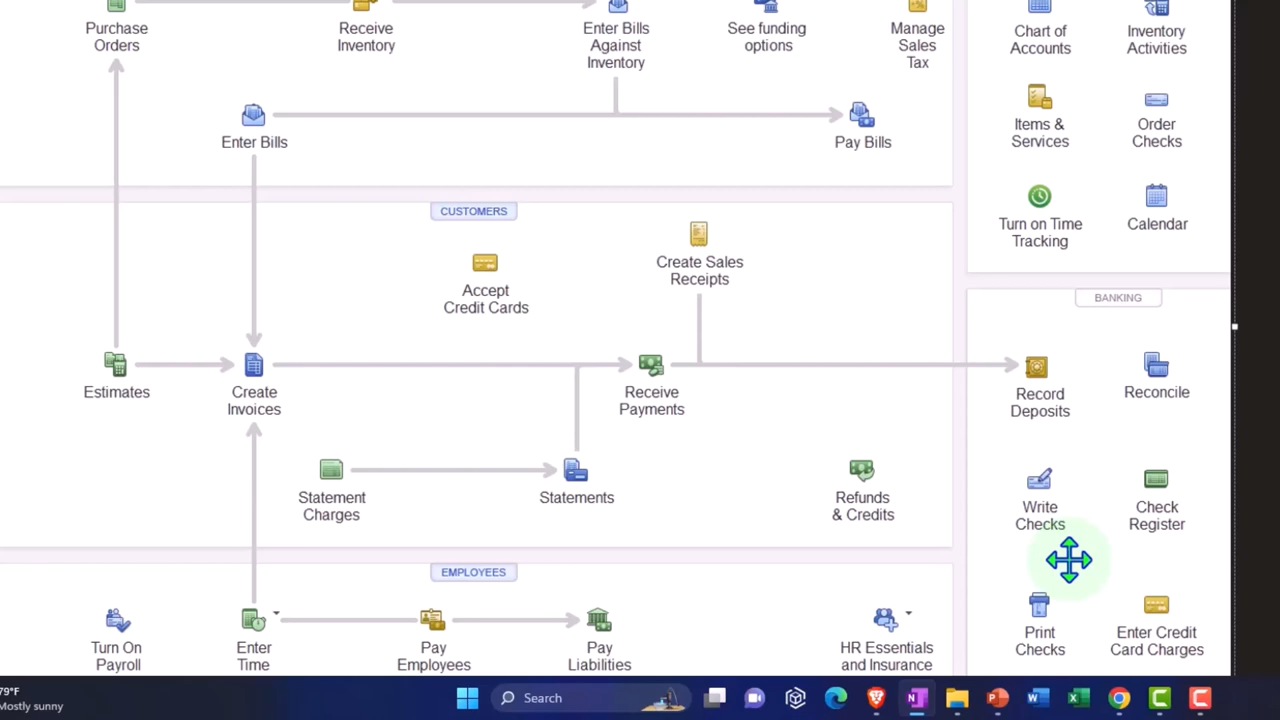 Purchase
Orders
Receive
Inventory
Enter Bills
Against
Inventory
See funding
options
Manage
Sales
Tax
Chart of
Accounts
Inventory
Activities
Enter Bills
Pay Bills
Items &
Services
Order
Checks
CUSTOMERS
Turn on Time
Tracking
Calendar
Accept
Credit Cards
Create Sales
Receipts
BANKING
Estimates
Create
Invoices
Receive
Payments
Record
Deposits
Reconcile
Statement
Charges
Statements
Refunds
& Credits
Write
Checks
Check
Register
EMPLOYEES
Turn On
Payroll
Enter
Time
Pay
Employees
Pay
Liabilities
HR Essentials
and Insurance
Print
Checks
Enter Credit
Card Charges
79°F
Mostly sunny
Search